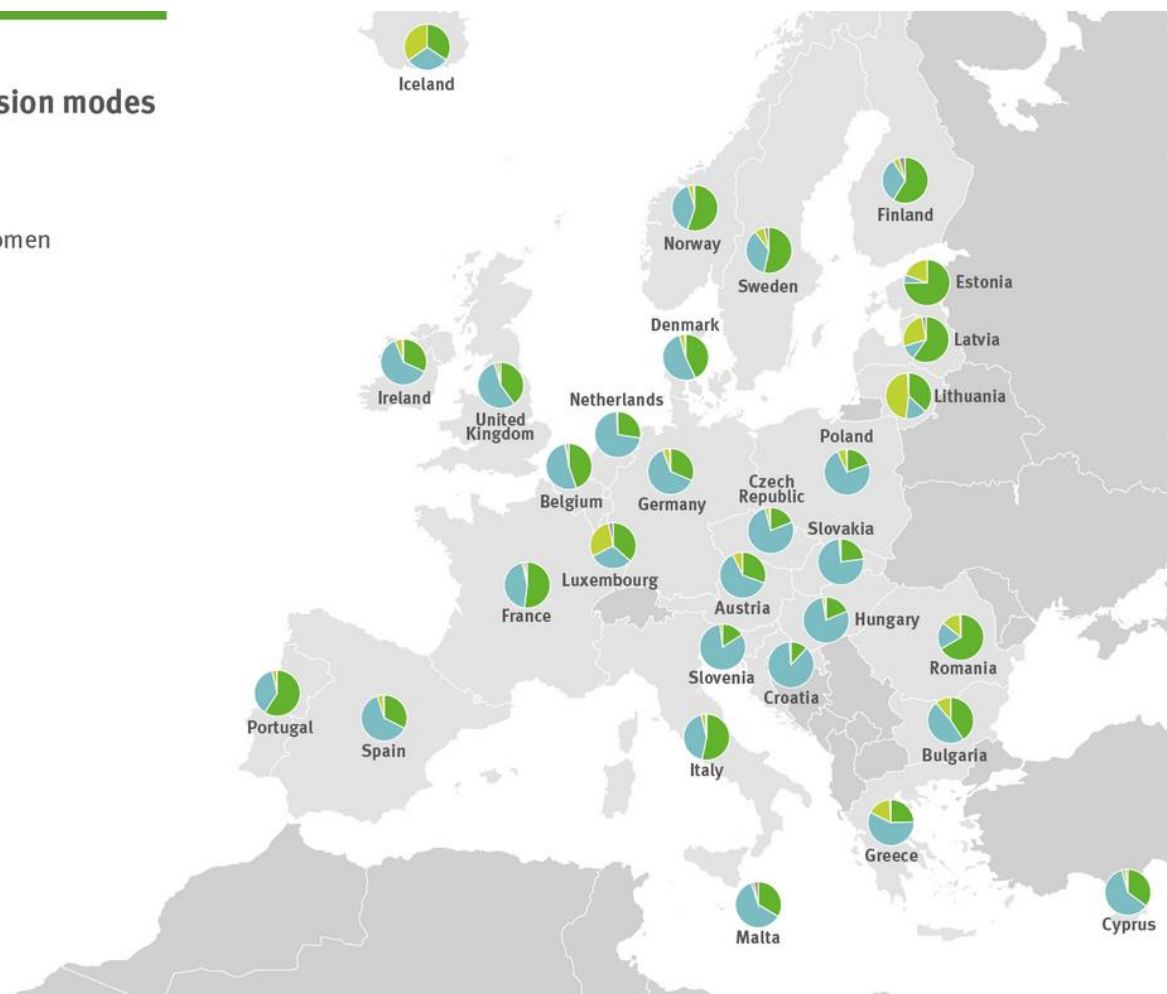 sion modes
omen
Iceland
Finland
Norway
Sweden
Estonia
Denmark
Latvia
Ireland
Lithuania
United
Kingdom
Netherlands
Poland
Belgium
Germany
Czech
Republic
Slovakia
Luxembourg
Austria
France
Hungary
Slovenia
Romania
Croatia
Portugal
Spain
Italy
Bulgaria
Greece
Malta
Cyprus